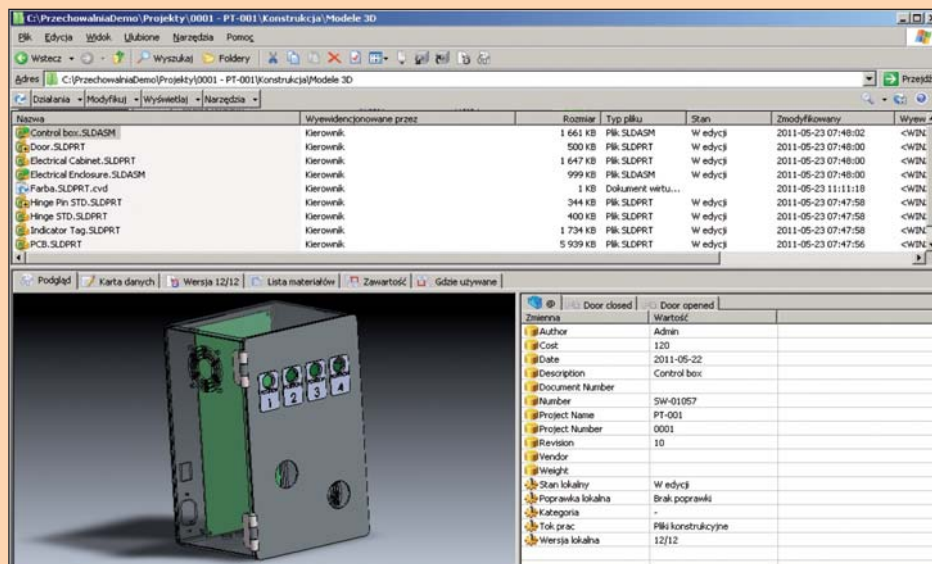 C:\PrzechowalniaDemo\Projekty\0001 - PT-001\Konstrukcja\Modele 3D
Plik Edycja Widok Ulubione Narzędzia Pomoc
Wstecz Wyszukaj Foldery
Adres C:\PrzechowalniaDemo\Projekty\0001 - PT-001\Konstrukcja\Modele 3D Przejdź
Działania Modyfikuj Wyświetlaj Narzędzia
Nazwa Wyewidencjonowane przez Rozmiar Typ pliku Stan Zmodyfikowany Wyew
Control box.SLDASM Kierownik 1 661 KB Plik SLDASM W edycji 2011-05-23 07:48:02 <WIN
Door.SLDPRT Kierownik 500 KB Plik SLDPRT W edycji 2011-05-23 07:48:00 <WIN
Electrical Cabinet.SLDPRT Kierownik 1 647 KB Plik SLDPRT W edycji 2011-05-23 07:48:00 <WIN
Electrical Enclosure.SLDASM Kierownik 999 KB Plik SLDASM W edycji 2011-05-23 07:48:00 <WIN
Farba.SLDPRT.cvd Kierownik 1 KB Dokument wirtu... 2011-05-23 11:11:18 <WIN
Hinge Pin STD.SLDPRT Kierownik 344 KB Plik SLDPRT W edycji 2011-05-23 07:47:58 <WIN
Hinge STD.SLDPRT Kierownik 400 KB Plik SLDPRT W edycji 2011-05-23 07:47:58 <WIN
Indicator Tag.SLDPRT Kierownik 1 734 KB Plik SLDPRT W edycji 2011-05-23 07:47:58 <WIN
PCB.SLDPRT Kierownik 5 939 KB Plik SLDPRT W edycji 2011-05-23 07:47:56 <WIN
Podgląd Karta danych Wersja 12/12 Lista materiałów Zawartość Gdzie używane
@ Door closed Door opened
Zmienna Wartość
Author Admin
Cost 120
Date 2011-05-22
Description Control box
Document Number
Number SW-01057
Project Name PT-001
Project Number 0001
Revision 10
Vendor
Weight
Stan lokalny W edycji
Poprawka lokalna Brak poprawki
Kategoria -
Tok prac Pliki konstrukcyjne
Wersja lokalna 12/12
1 2 3 4